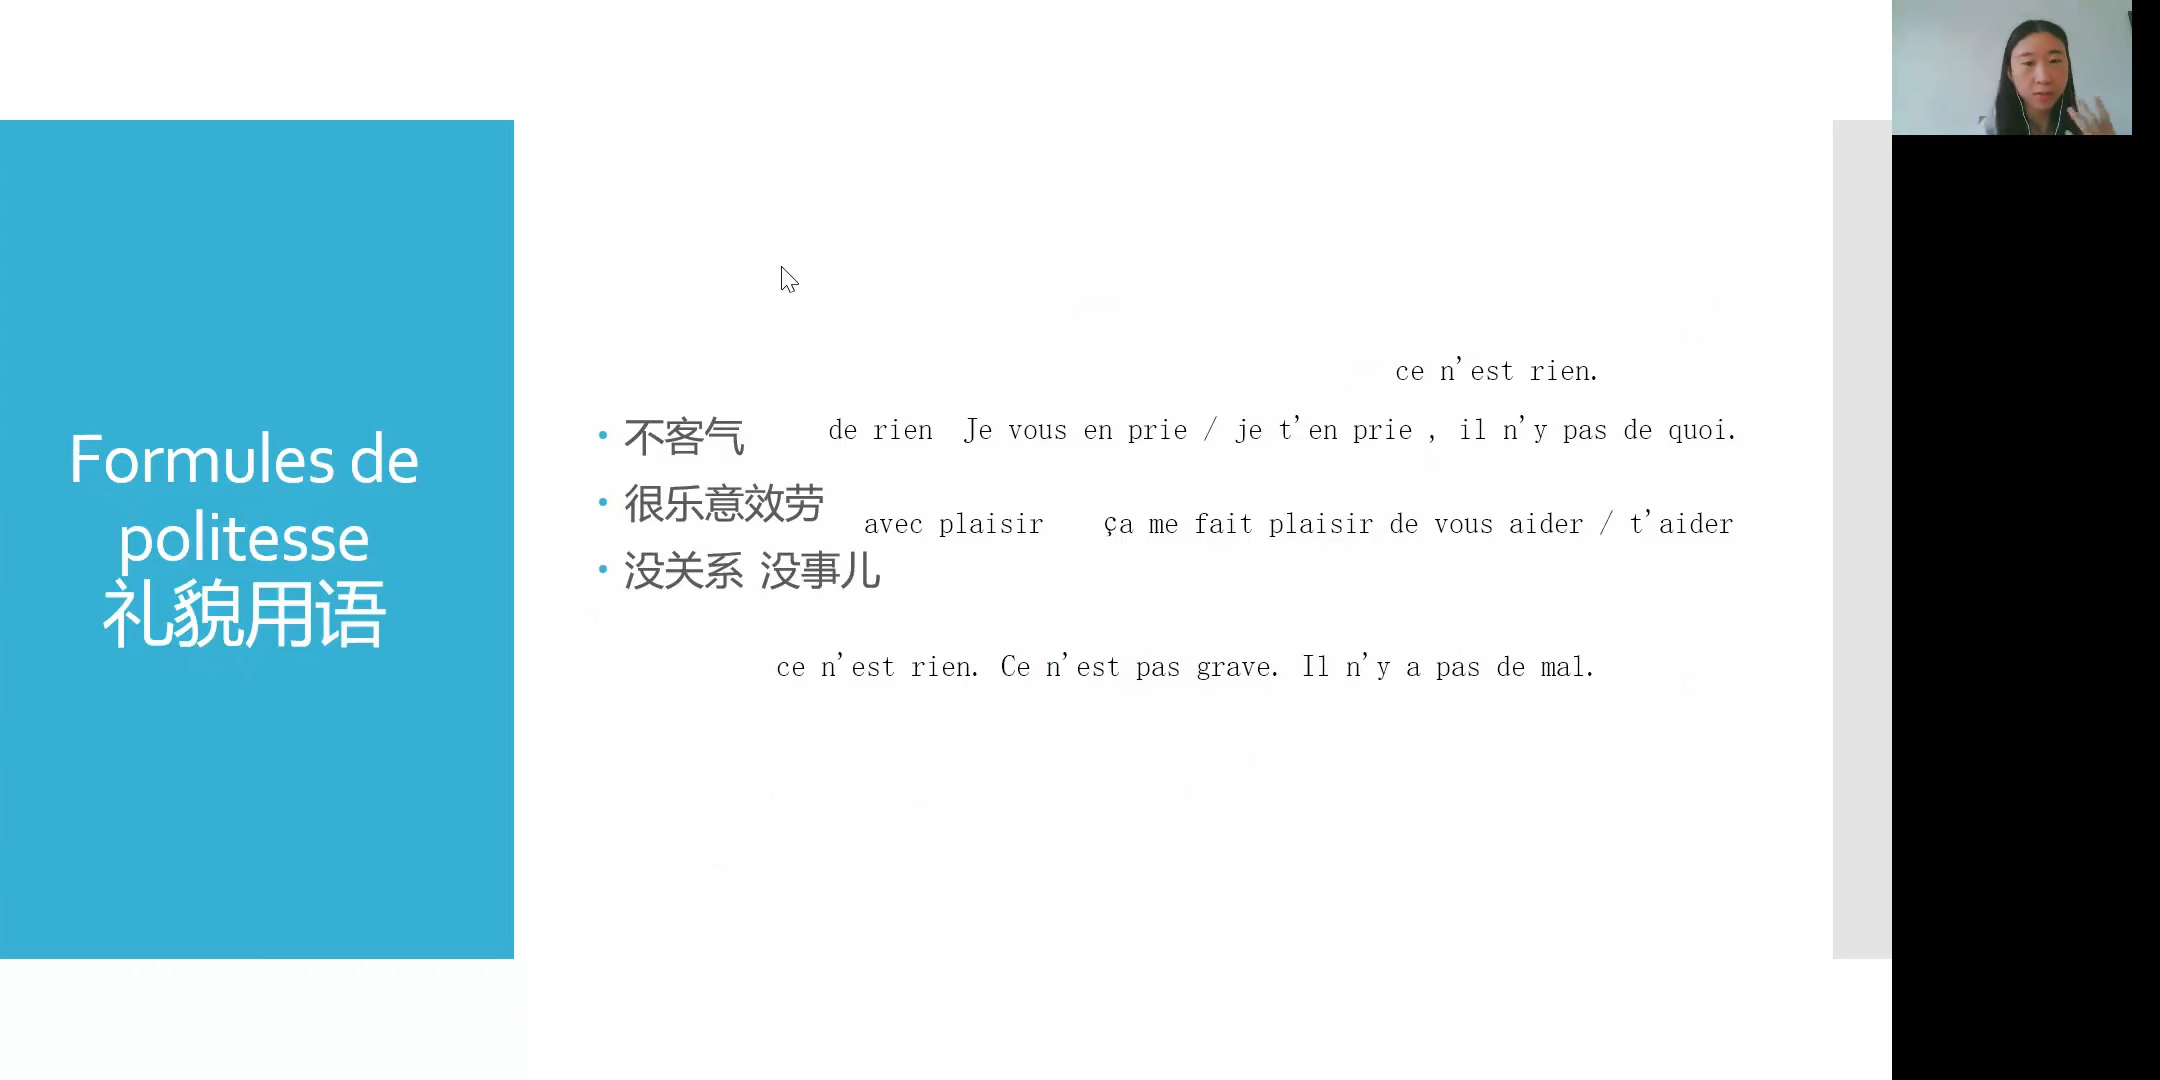 Formules de
politesse
礼貌用语
ce n'est rien.
不客气 de rien Je vous en prie / je t'en prie , il n'y pas de quoi.
很乐意效劳 avec plaisir ça me fait plaisir de vous aider / t'aider
没关系 没事儿
ce n'est rien. Ce n'est pas grave. Il n'y a pas de mal.